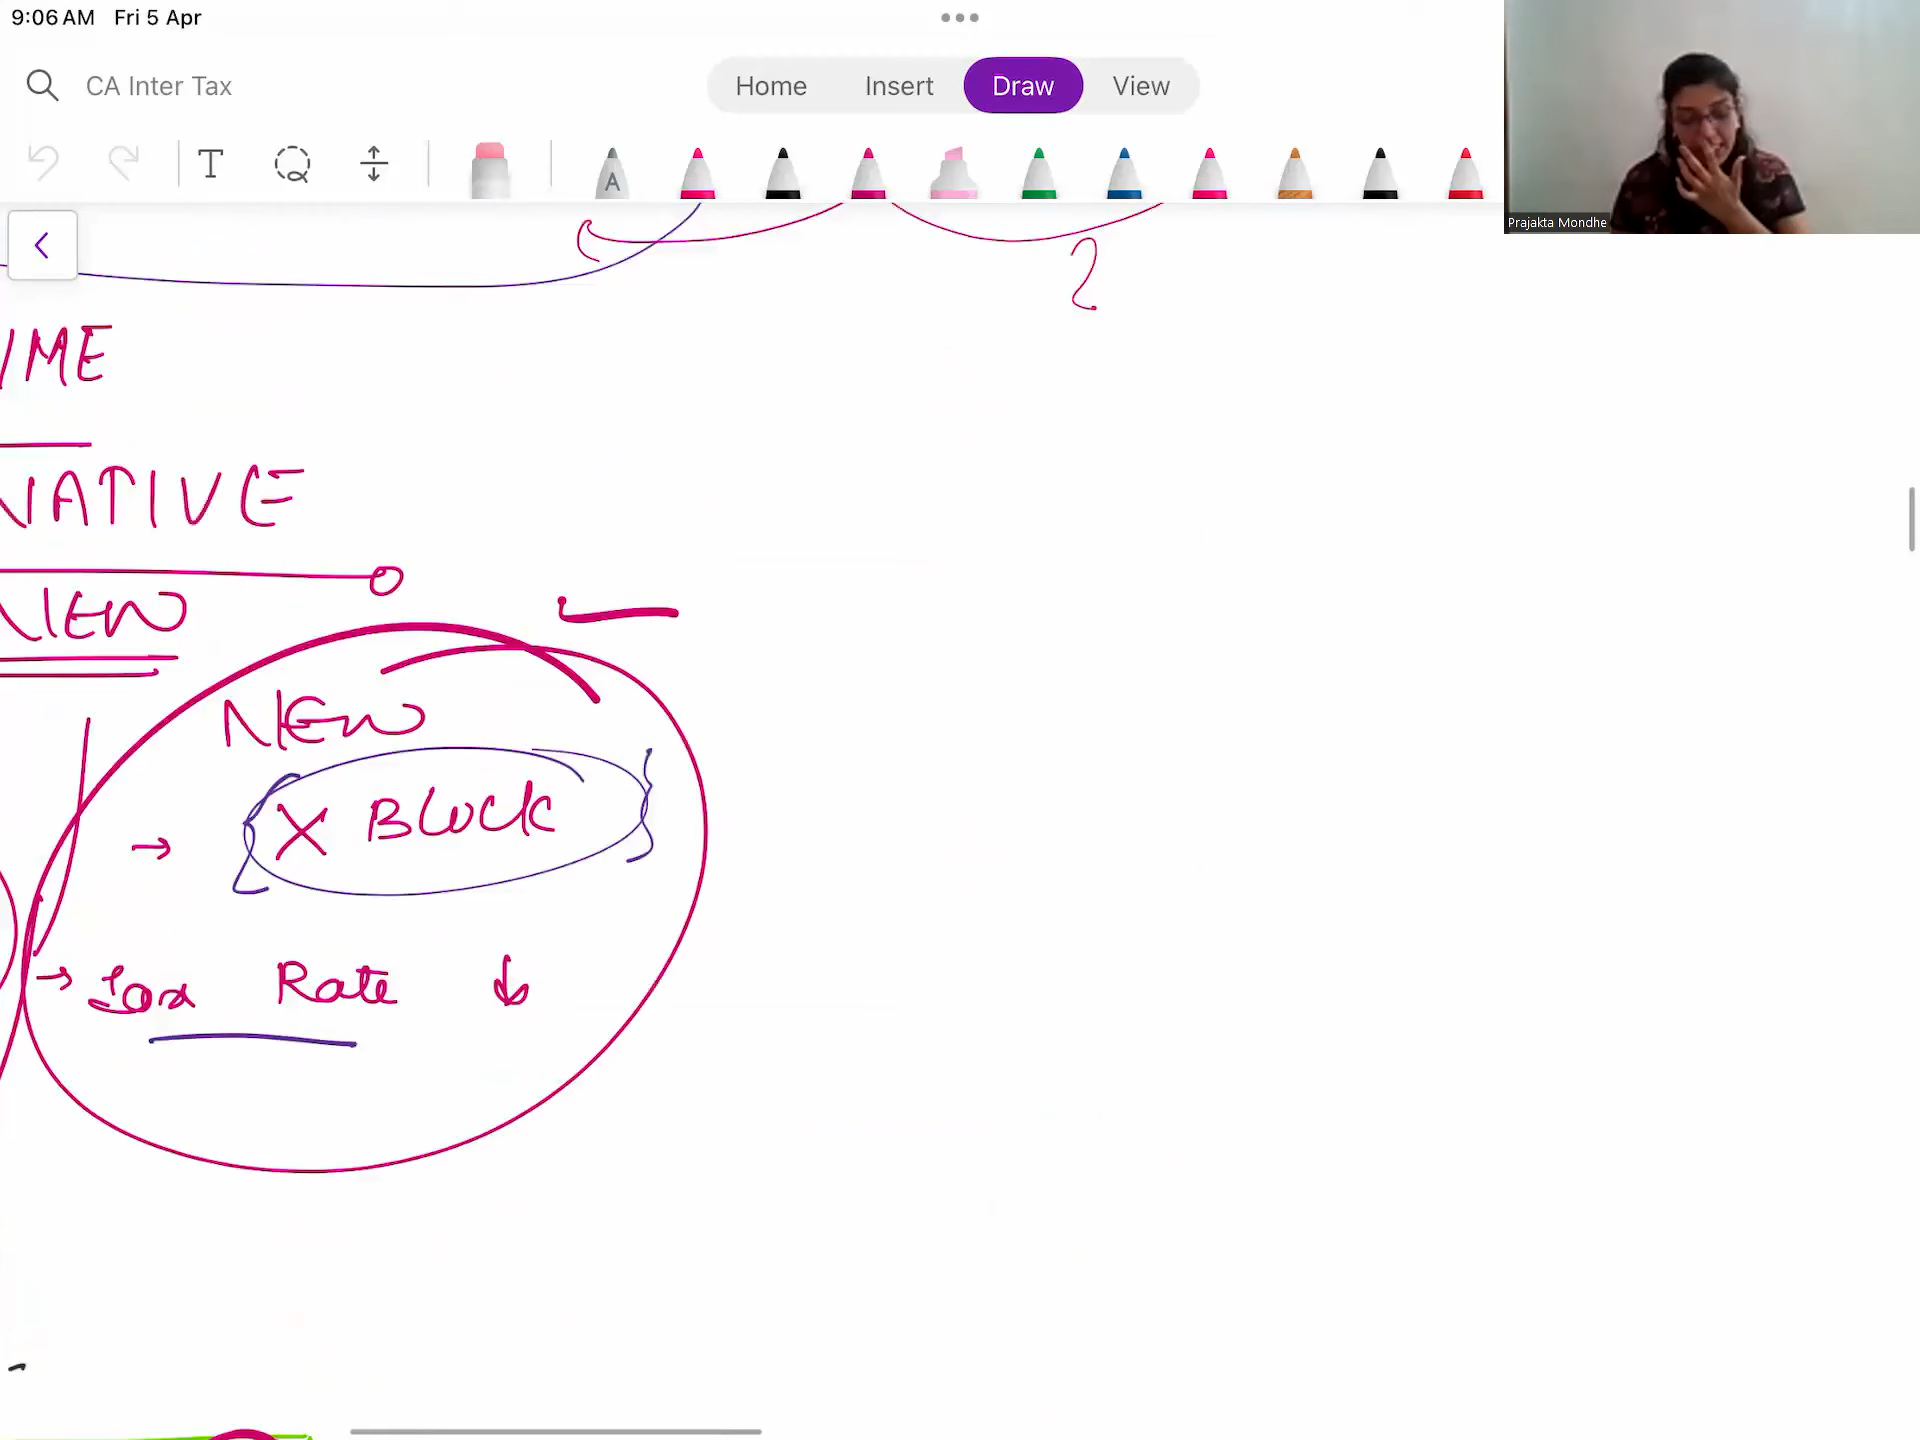 9:06 AM Fri 5 Apr
CA Inter Tax
Home Insert Draw View
T
A
Prajakta Mondhe
2
IME
NATIVE
NEW
NEW
→ X Block
→ Tax Rate ↓